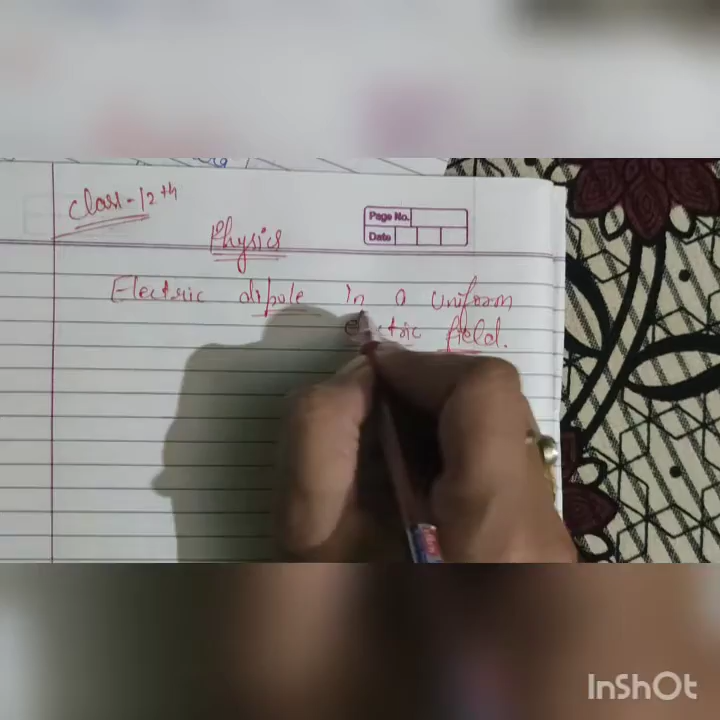 Class-12th
Physics
Page No.
Date
Electric dipole in a uniform
electric field.
InShOt